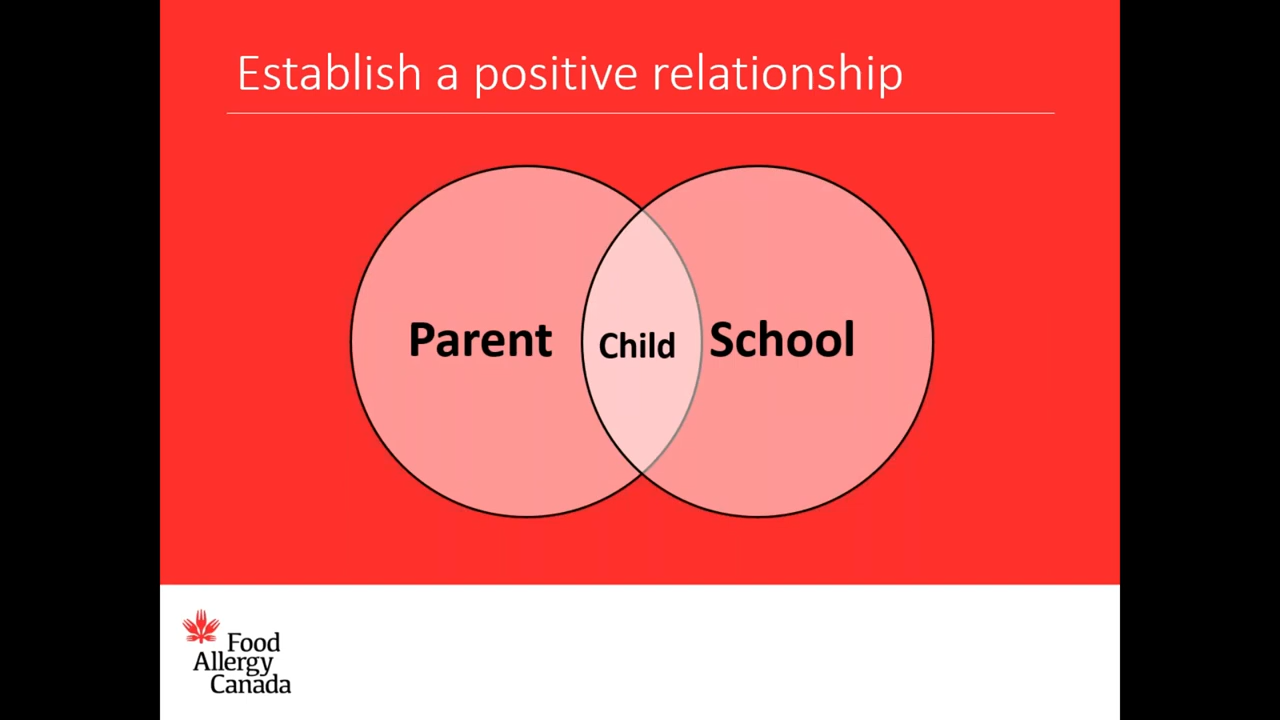 Establish a positive relationship
Parent
Child
School
Food
Allergy
Canada